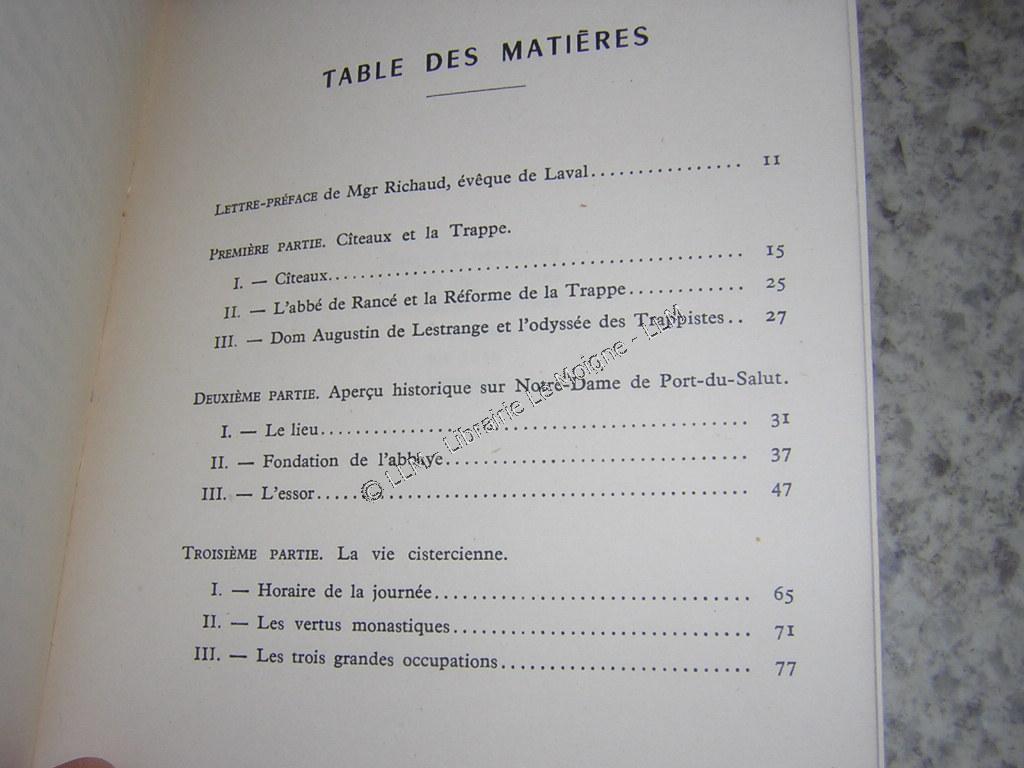 TABLE DES MATIÈRES
LETTRE-PRÉFACE de Mgr Richaud, évêque de Laval................ 11
PREMIÈRE PARTIE. Cîteaux et la Trappe.
I. — Cîteaux.................................................. 15
II. — L'abbé de Rancé et la Réforme de la Trappe............ 25
III. — Dom Augustin de Lestrange et l'odyssée des Trappistes.. 27
DEUXIÈME PARTIE. Aperçu historique sur Notre-Dame de Port-du-Salut.
I. — Le lieu.................................................. 31
II. — Fondation de l'abbaye.................................. 37
III. — L'essor............................................... 47
TROISIÈME PARTIE. La vie cistercienne.
I. — Horaire de la journée.................................. 65
II. — Les vertus monastiques................................ 71
III. — Les trois grandes occupations......................... 77
© LLM - Librairie Le Moigne - LLM